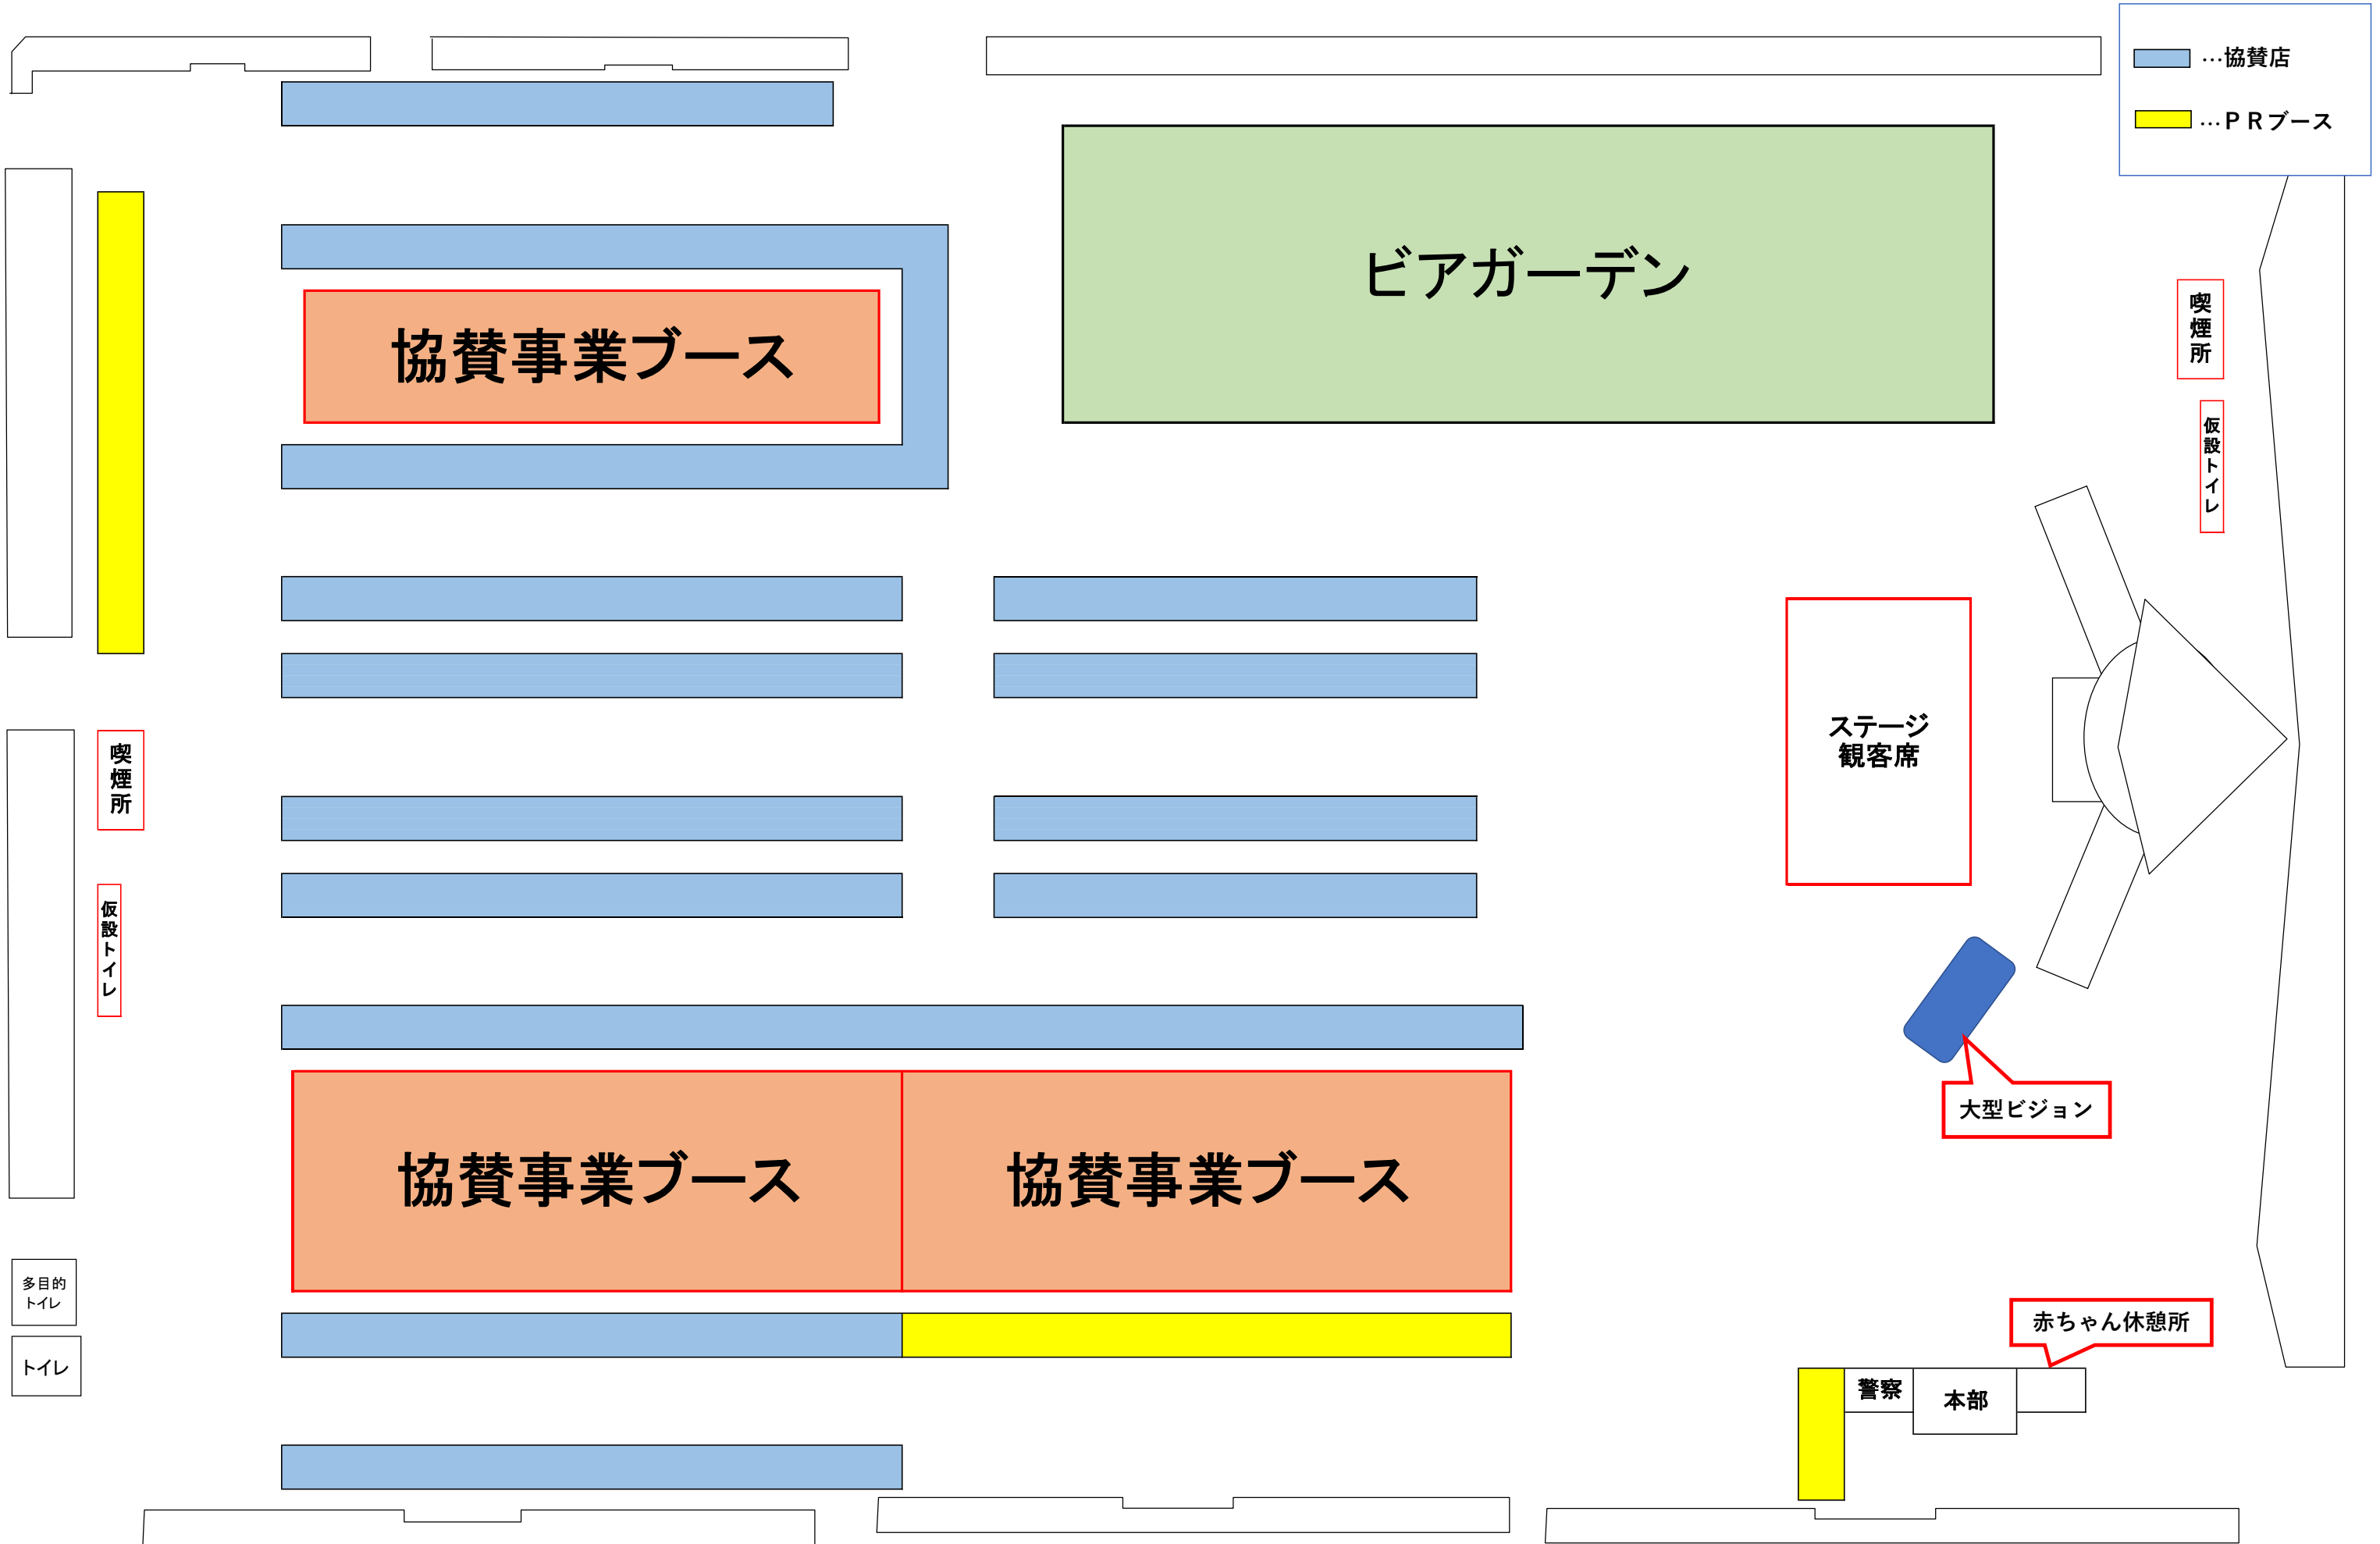 …協賛店
…ＰＲブース
ビアガーデン
協賛事業ブース
喫煙所
仮設トイレ
喫煙所
仮設トイレ
ステージ
観客席
大型ビジョン
協賛事業ブース
協賛事業ブース
多目的
トイレ
トイレ
赤ちゃん休憩所
警察
本部